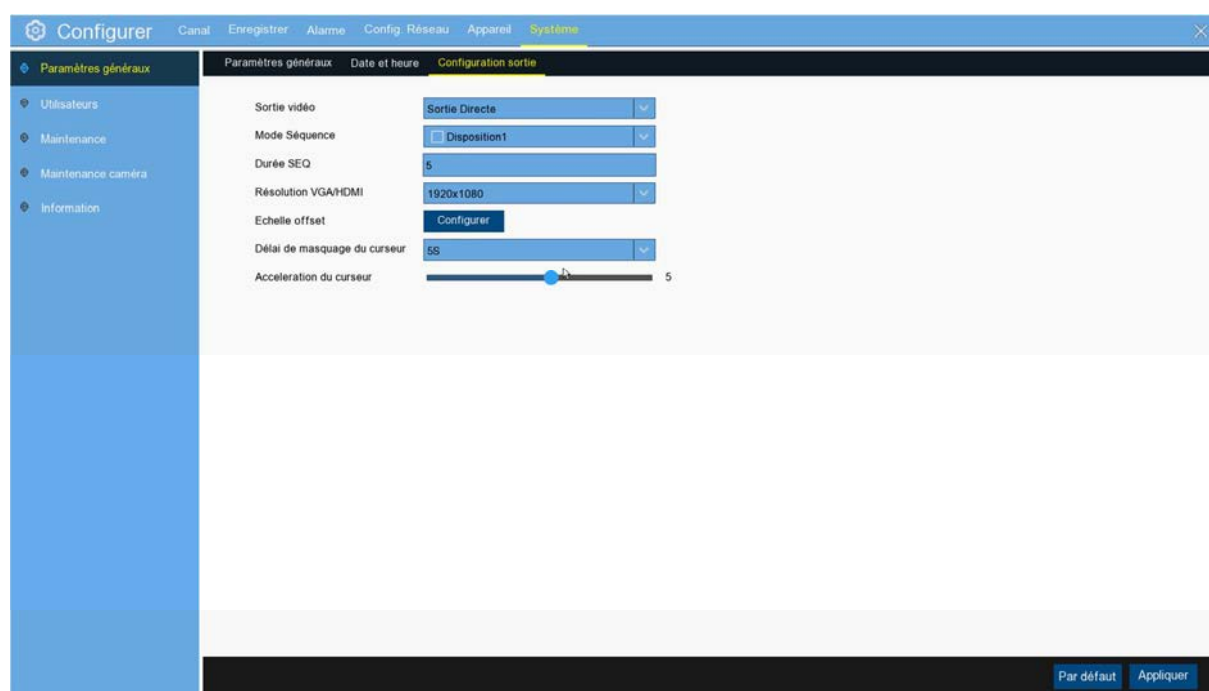 Configurer Canal Enregistrer Alarme Config. Réseau Appareil Système
Paramètres généraux
Utilisateurs
Maintenance
Maintenance caméra
Information
Paramètres généraux Date et heure Configuration sortie
Sortie vidéo Sortie Directe
Mode Séquence Disposition1
Durée SEQ 5
Résolution VGA/HDMI 1920x1080
Echelle offset Configurer
Délai de masquage du curseur 5S
Acceleration du curseur 5
Par défaut Appliquer